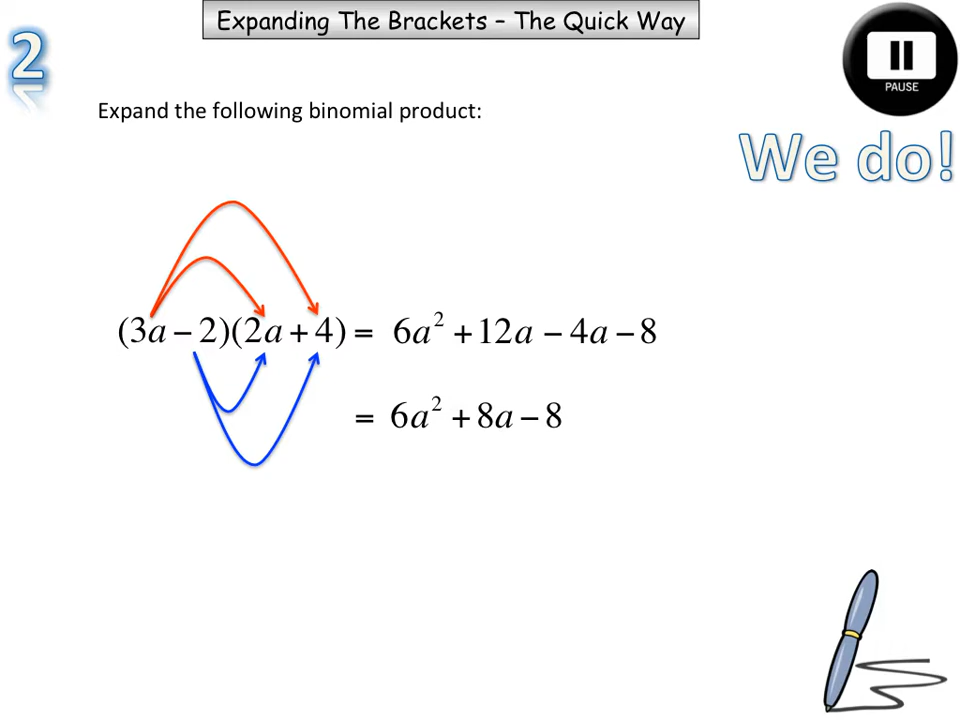 Expanding The Brackets – The Quick Way
2
PAUSE
Expand the following binomial product:
We do!
(3a − 2)(2a + 4) = 6a² + 12a − 4a − 8
= 6a² + 8a − 8